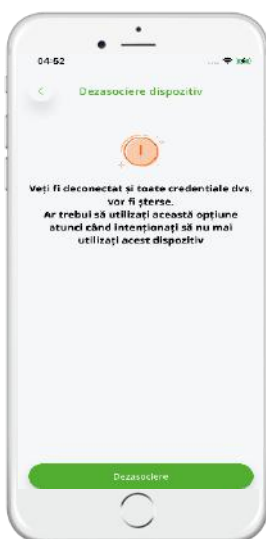 04:52
Dezasociere dispozitiv
Veți fi deconectat și toate credentiale dvs.
vor fi șterse.
Ar trebui să utilizați această opțiune
atunci când intenționați să nu mai
utilizați acest dispozitiv
Dezasociere